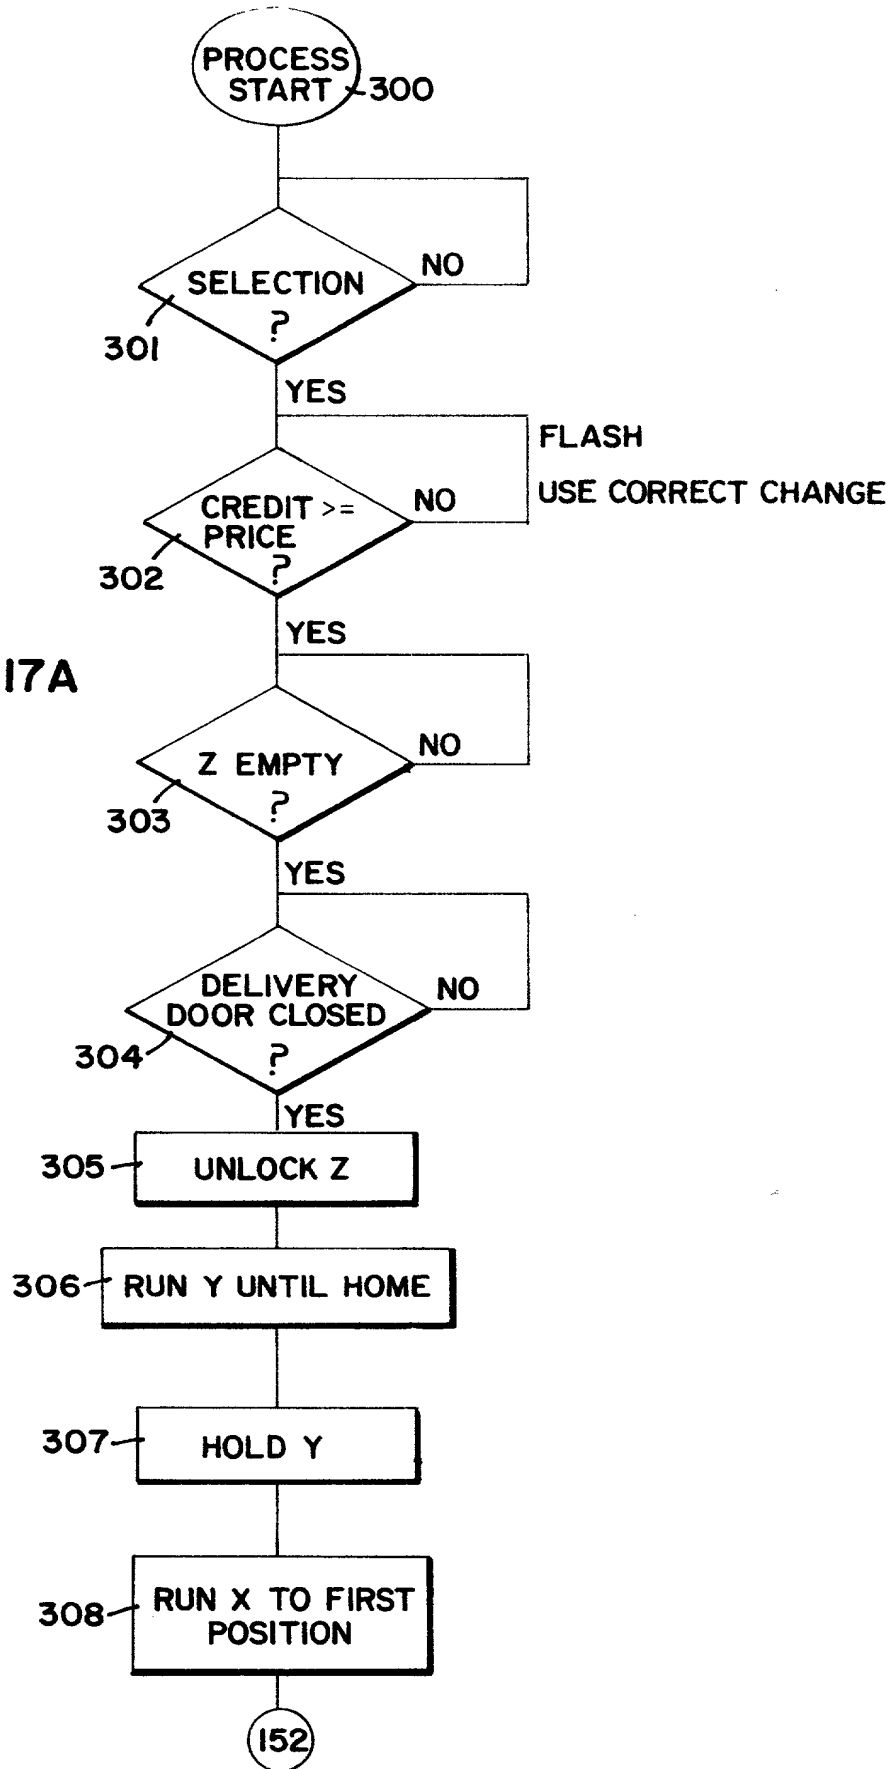 PROCESS
START
300
SELECTION
?
NO
301
YES
FLASH
USE CORRECT CHANGE
CREDIT >=
PRICE
?
NO
302
YES
17A
Z EMPTY
?
NO
303
YES
DELIVERY
DOOR CLOSED
?
NO
304
YES
305
UNLOCK Z
306
RUN Y UNTIL HOME
307
HOLD Y
308
RUN X TO FIRST
POSITION
152